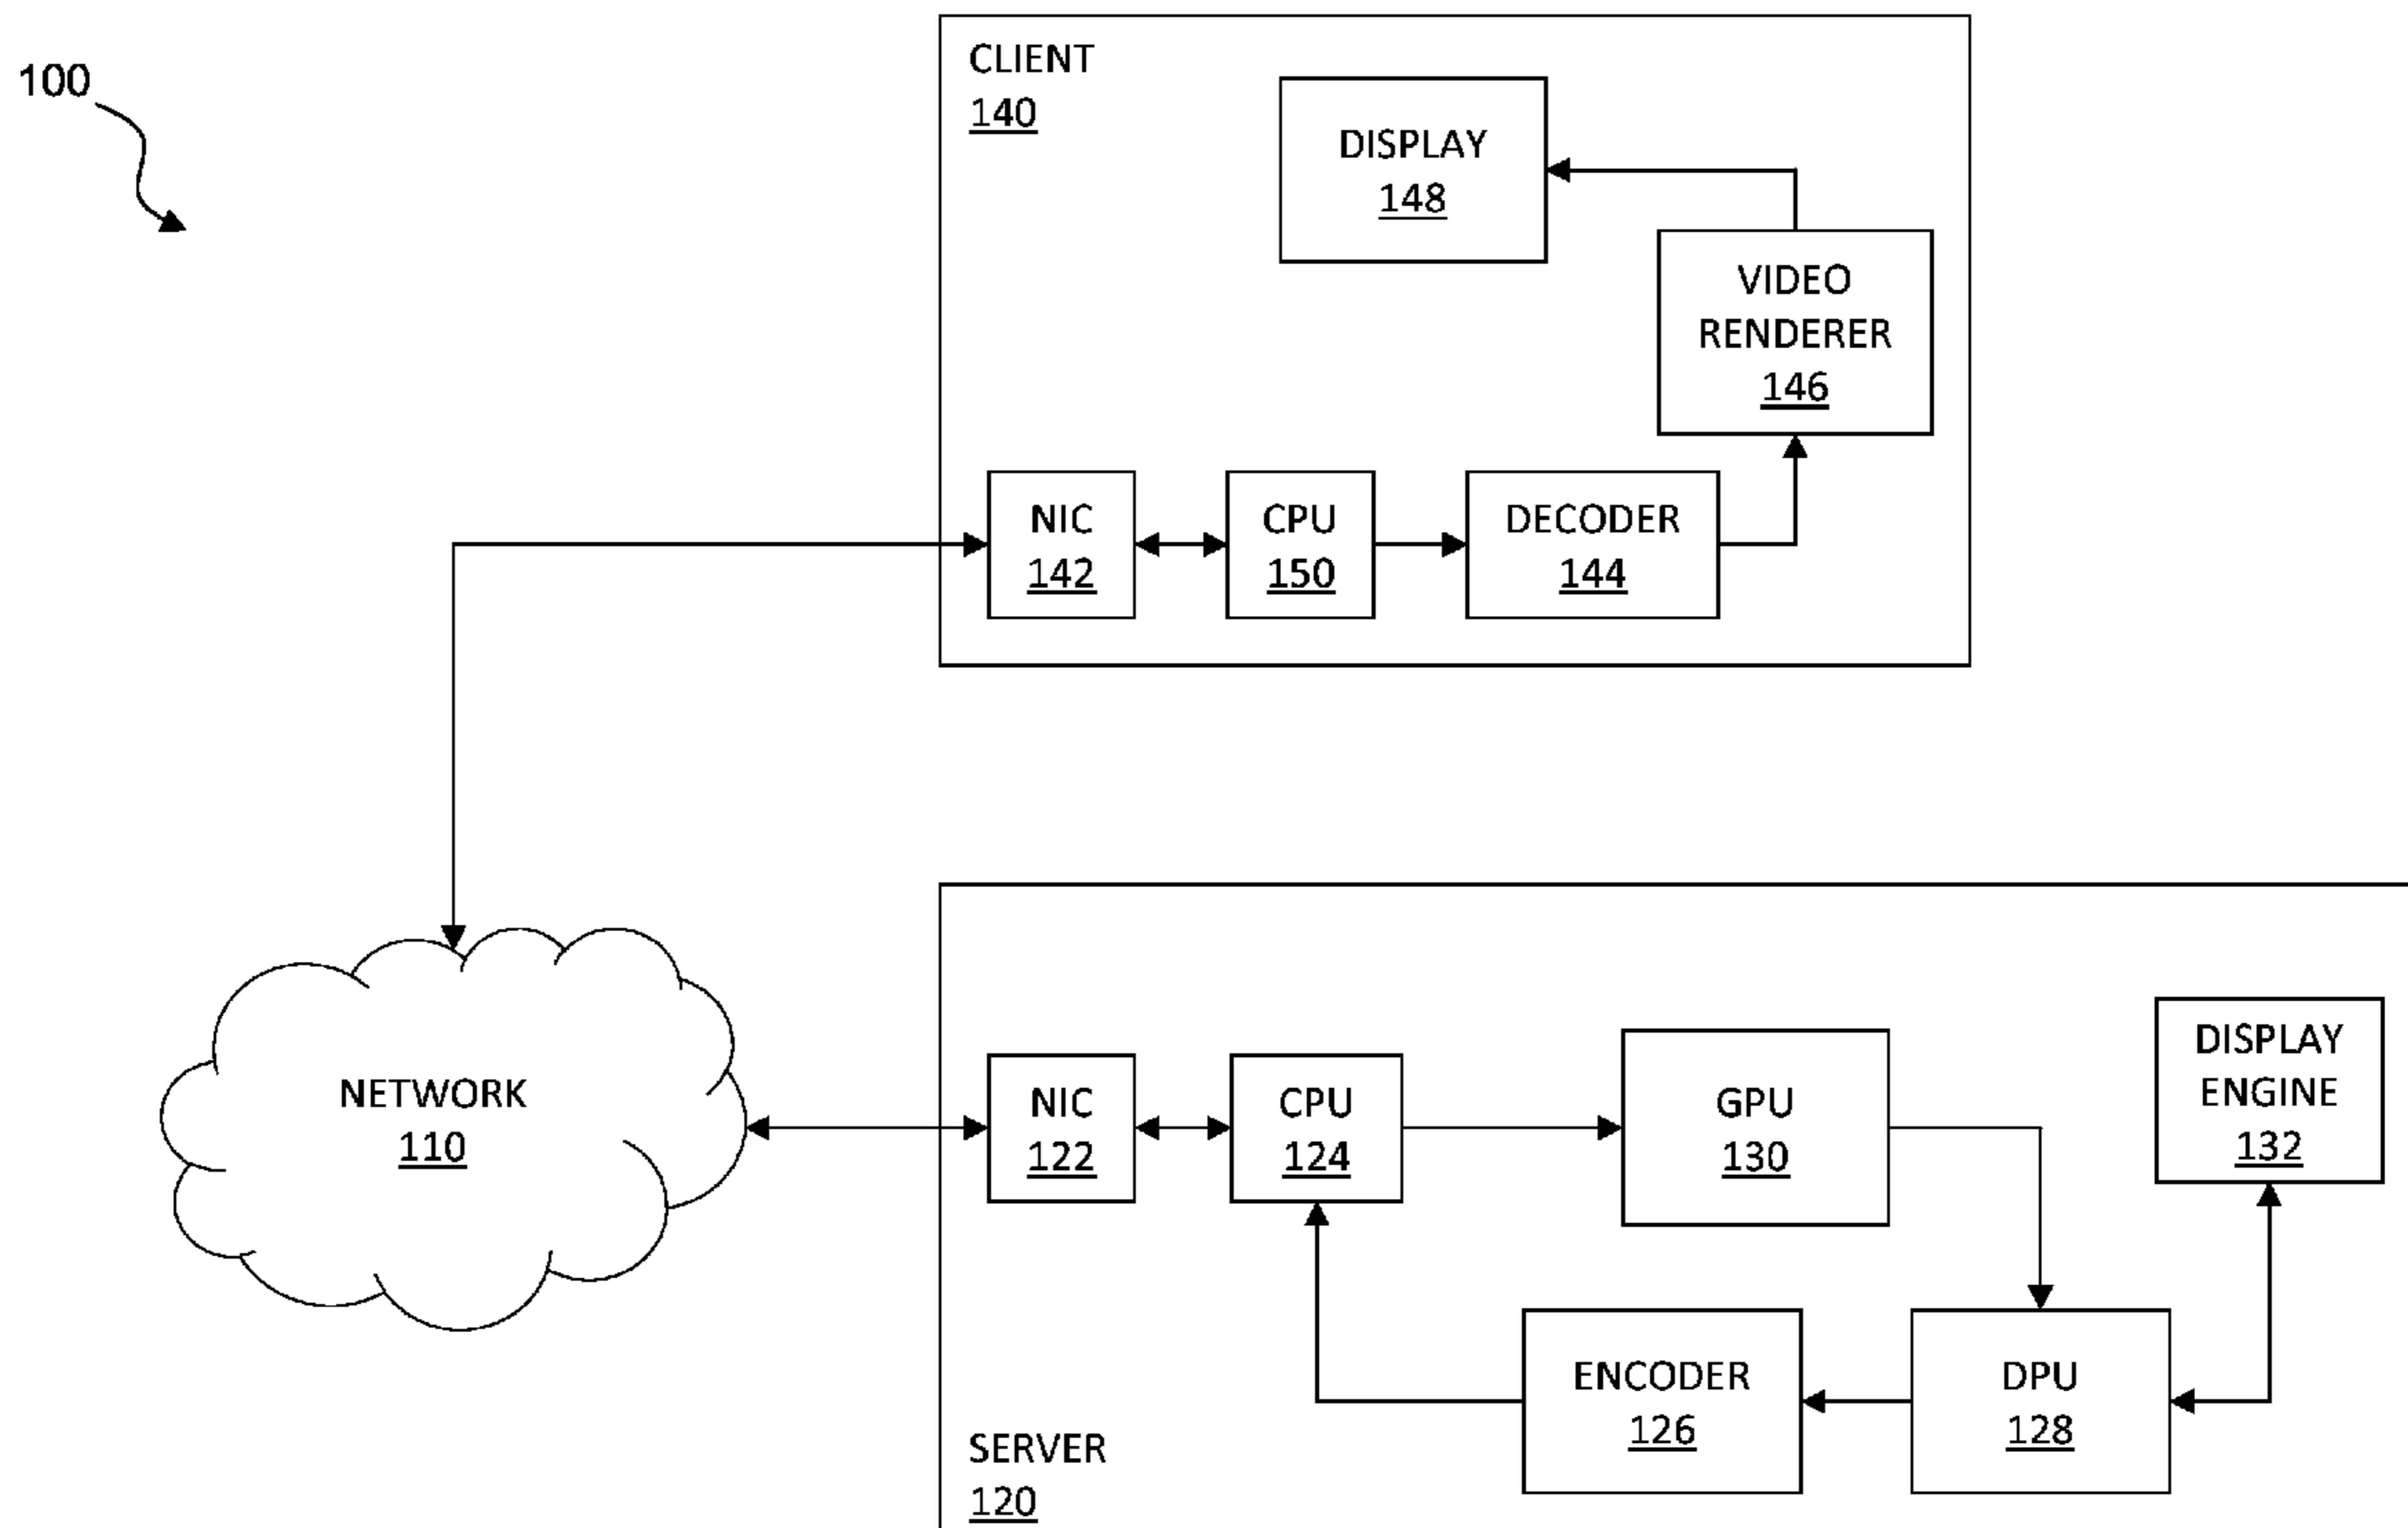 100
CLIENT
140
DISPLAY
148
VIDEO
RENDERER
146
NIC
142
CPU
150
DECODER
144
NETWORK
110
NIC
122
CPU
124
GPU
130
DISPLAY
ENGINE
132
ENCODER
126
DPU
128
SERVER
120